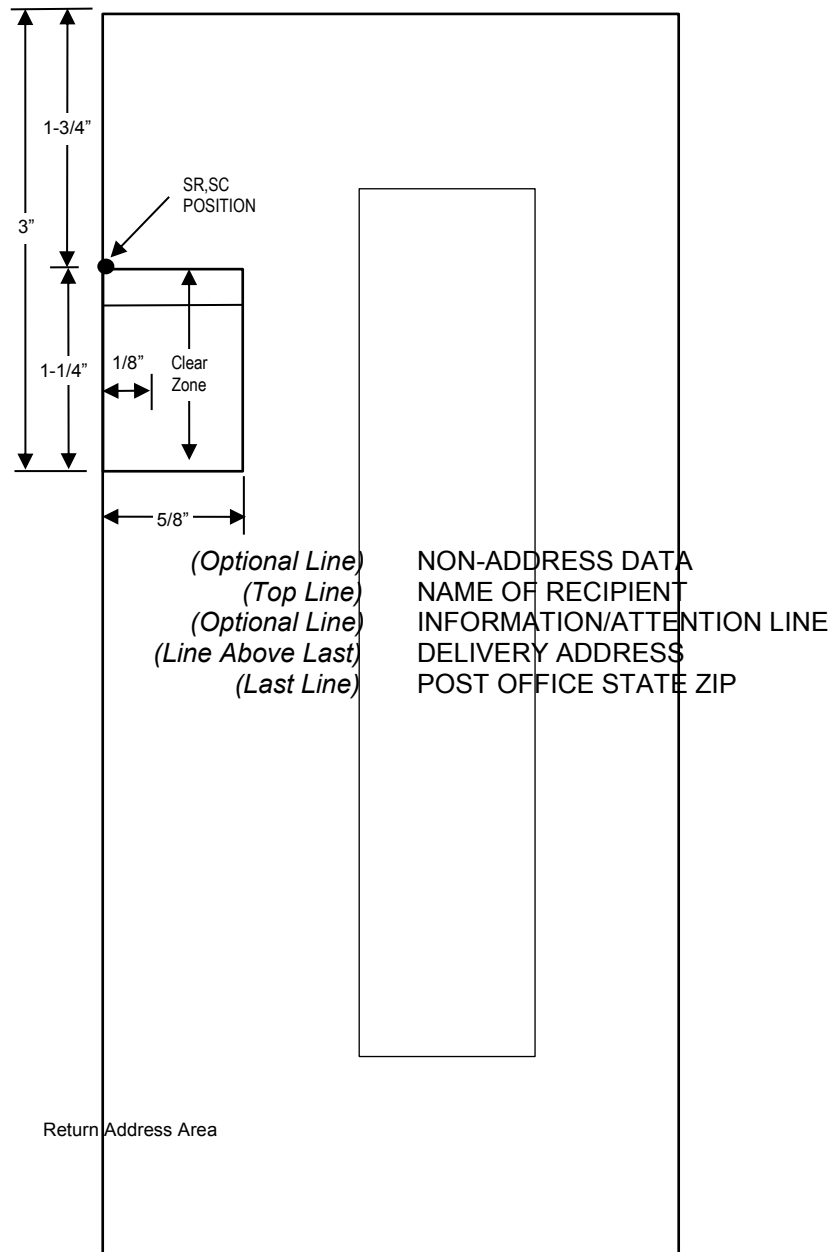 1-3/4”
SR,SC
POSITION
3”
1-1/4”
1/8”
Clear
Zone
5/8”
(Optional Line) NON-ADDRESS DATA
(Top Line) NAME OF RECIPIENT
(Optional Line) INFORMATION/ATTENTION LINE
(Line Above Last) DELIVERY ADDRESS
(Last Line) POST OFFICE STATE ZIP
Return Address Area